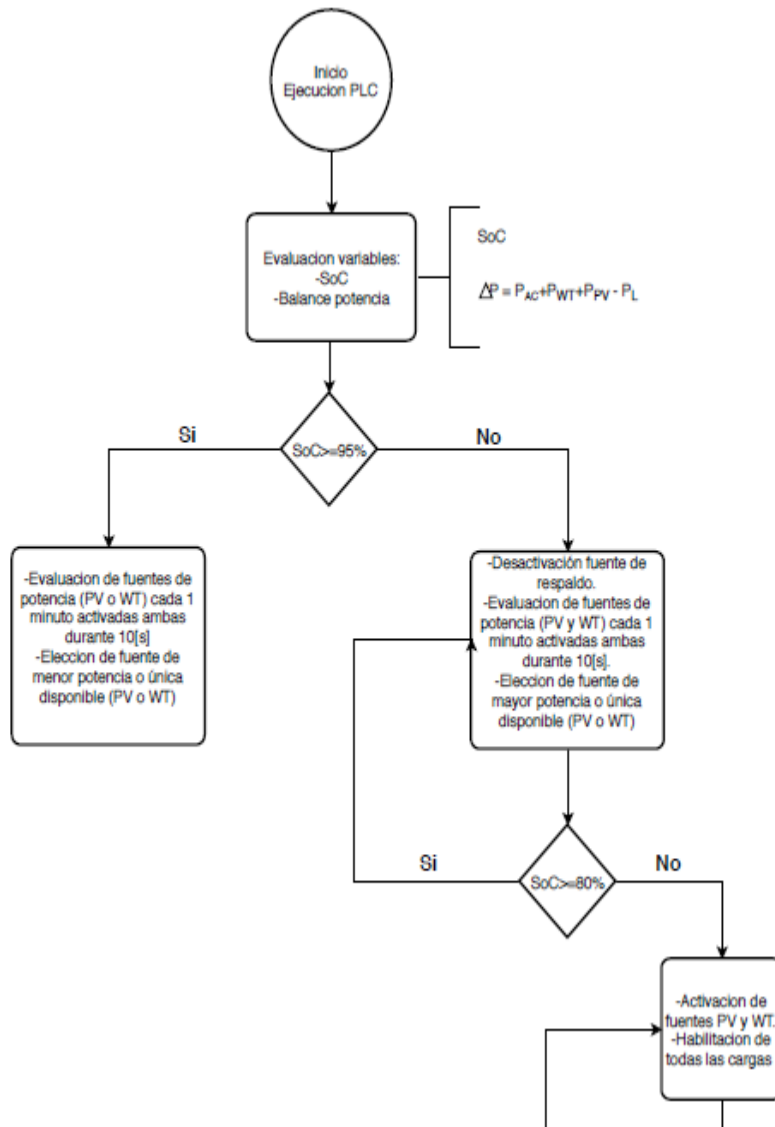 Inicio
Ejecucion PLC
Evaluacion variables:
-SoC
-Balance potencia
SoC
ΔP = P_AC+P_WT+P_PV - P_L
SoC>=95%
Si
No
-Evaluacion de fuentes de
potencia (PV o WT) cada 1
minuto activadas ambas
durante 10[s]
-Eleccion de fuente de
menor potencia o única
disponible (PV o WT)
-Desactivación fuente de
respaldo.
-Evaluacion de fuentes de
potencia (PV y WT) cada 1
minuto activadas ambas
durante 10[s].
-Eleccion de fuente de
mayor potencia o única
disponible (PV o WT)
SoC>=80%
Si
No
-Activacion de
fuentes PV y WT.
-Habilitacion de
todas las cargas